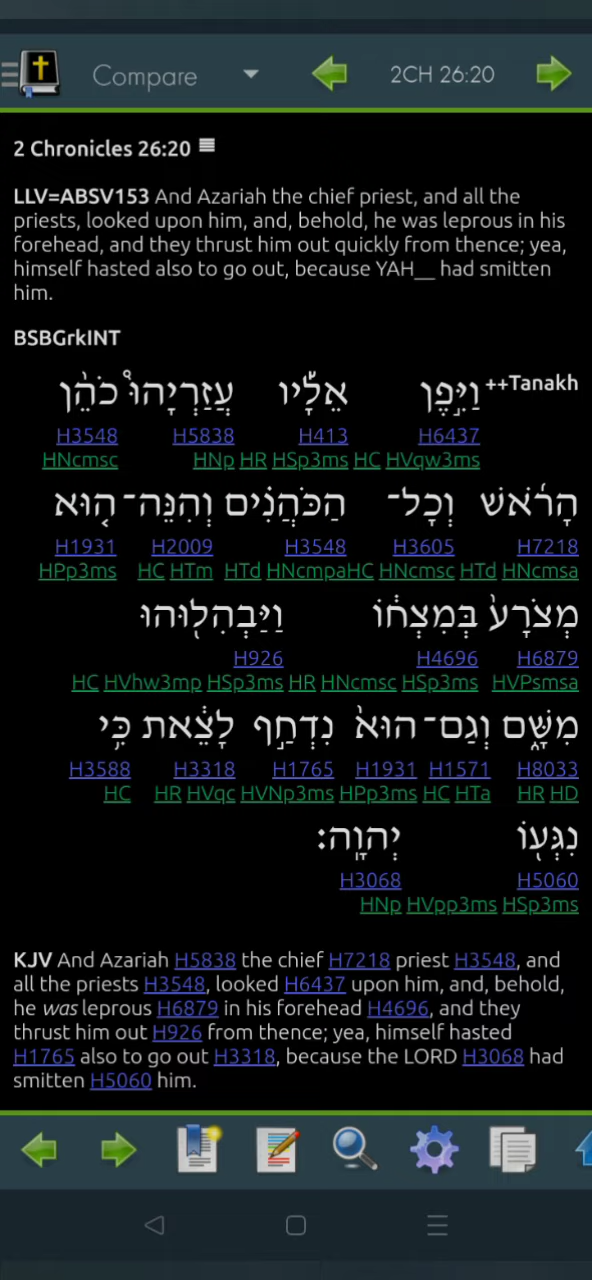 Compare
2CH 26:20
2 Chronicles 26:20
LLV=ABSV153 And Azariah the chief priest, and all the
priests, looked upon him, and, behold, he was leprous in his
forehead, and they thrust him out quickly from thence; yea,
himself hasted also to go out, because YAH__ had smitten
him.
BSBGrkINT
++Tanakh וַיִּ֣פֶן אֵלָ֡יו עֲזַרְיָהוּ֩ כֹהֵ֨ן
H3548 H5838 H413 H6437
HNcmsc HNp HR HSp3ms HC HVqw3ms
הָרֹ֜אשׁ וְכָל־ הַכֹּהֲנִ֗ים וְהִנֵּה־ ה֤וּא
H1931 H2009 H3548 H3605 H7218
HPp3ms HC HTm HTd HNcmpaHC HNcmsc HTd HNcmsa
מְצֹרָע֙ בְּמִצְח֔וֹ וַיַּבְהִל֖וּהוּ
H926 H4696 H6879
HC HVhw3mp HSp3ms HR HNcmsc HSp3ms HVPsmsa
מִשָּׁ֑ם וְגַם־ הוּא֙ נִדְחַ֣ף לָצֵ֔את כִּ֥י
H3588 H3318 H1765 H1931 H1571 H8033
HC HR HVqc HVNp3ms HPp3ms HC HTa HR HD
נִגְּע֖וֹ יְהוָֽה׃
H3068 H5060
HNp HVpp3ms HSp3ms
KJV And Azariah H5838 the chief H7218 priest H3548, and
all the priests H3548, looked H6437 upon him, and, behold,
he was leprous H6879 in his forehead H4696, and they
thrust him out H926 from thence; yea, himself hasted
H1765 also to go out H3318, because the LORD H3068 had
smitten H5060 him.